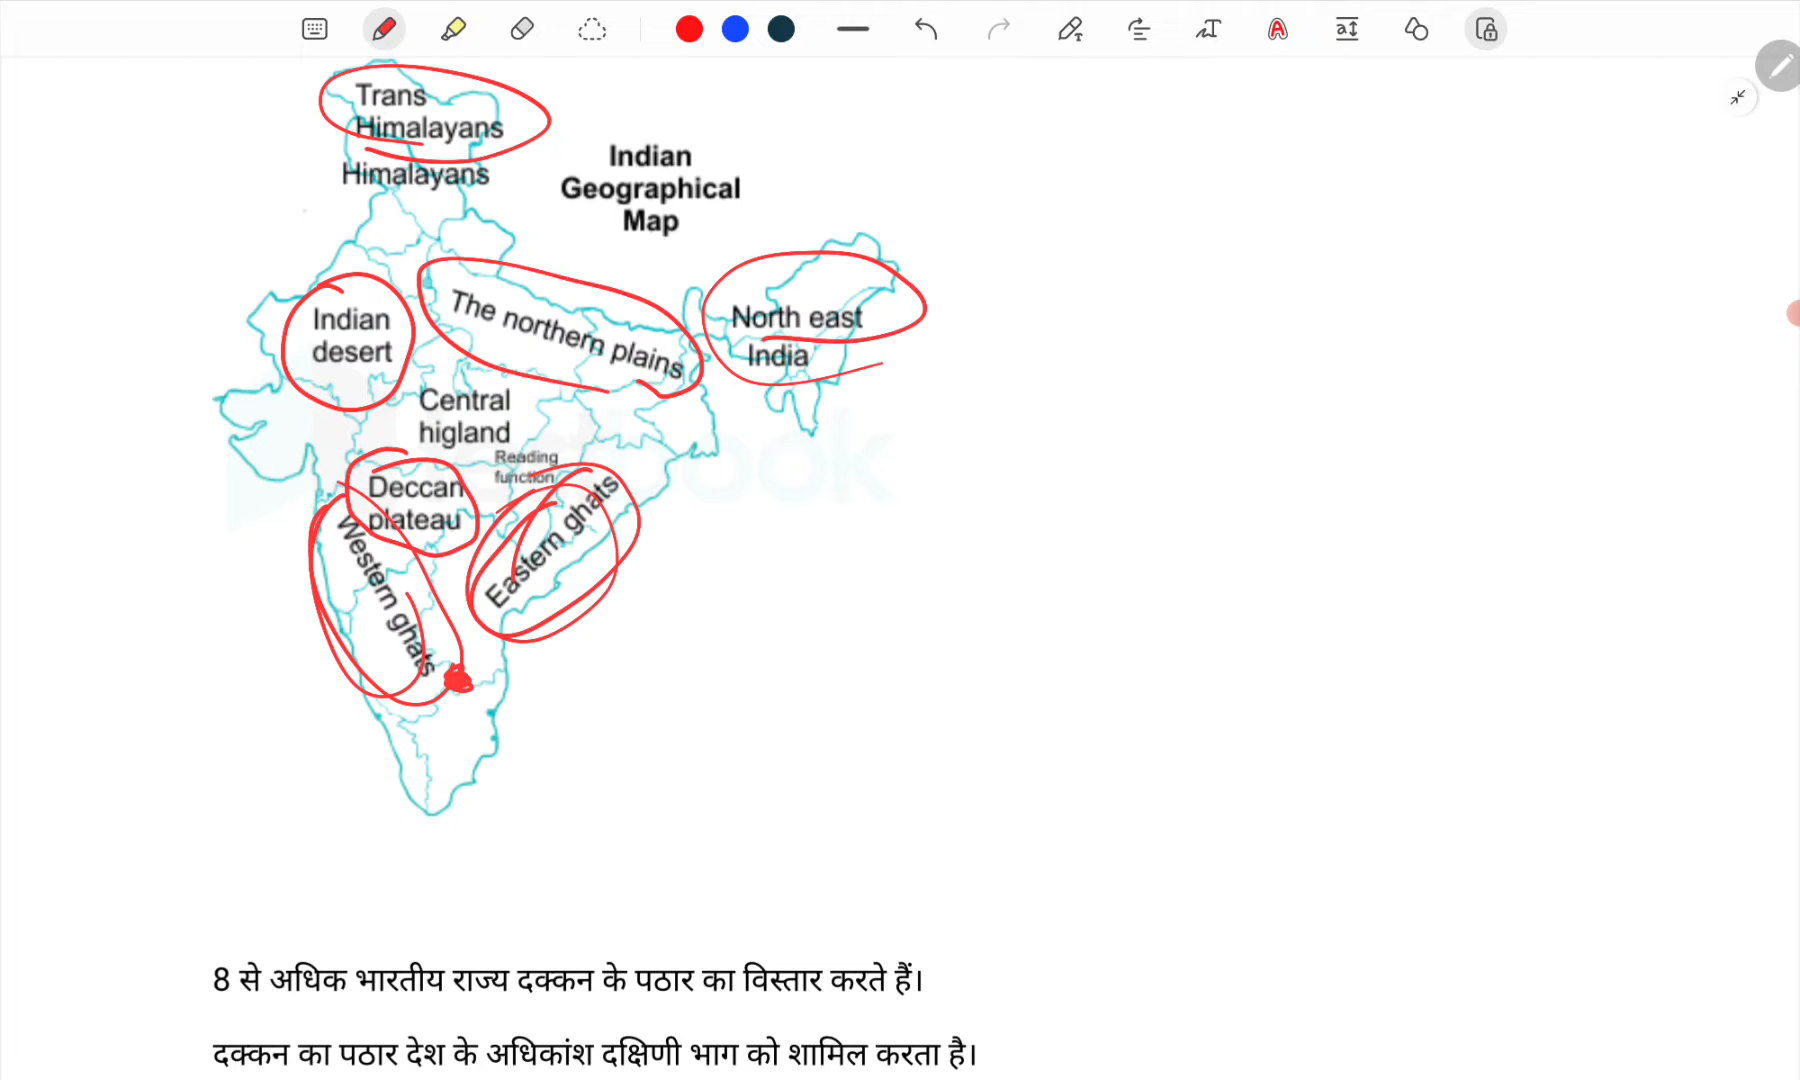 Trans
Himalayans
Himalayans
Indian
Geographical
Map
Indian
desert
The northern plains
North east
India
Central
higland
Reading
function
Deccan
plateau
Western ghats
Eastern ghats
8 से अधिक भारतीय राज्य दक्कन के पठार का विस्तार करते हैं।
दक्कन का पठार देश के अधिकांश दक्षिणी भाग को शामिल करता है।